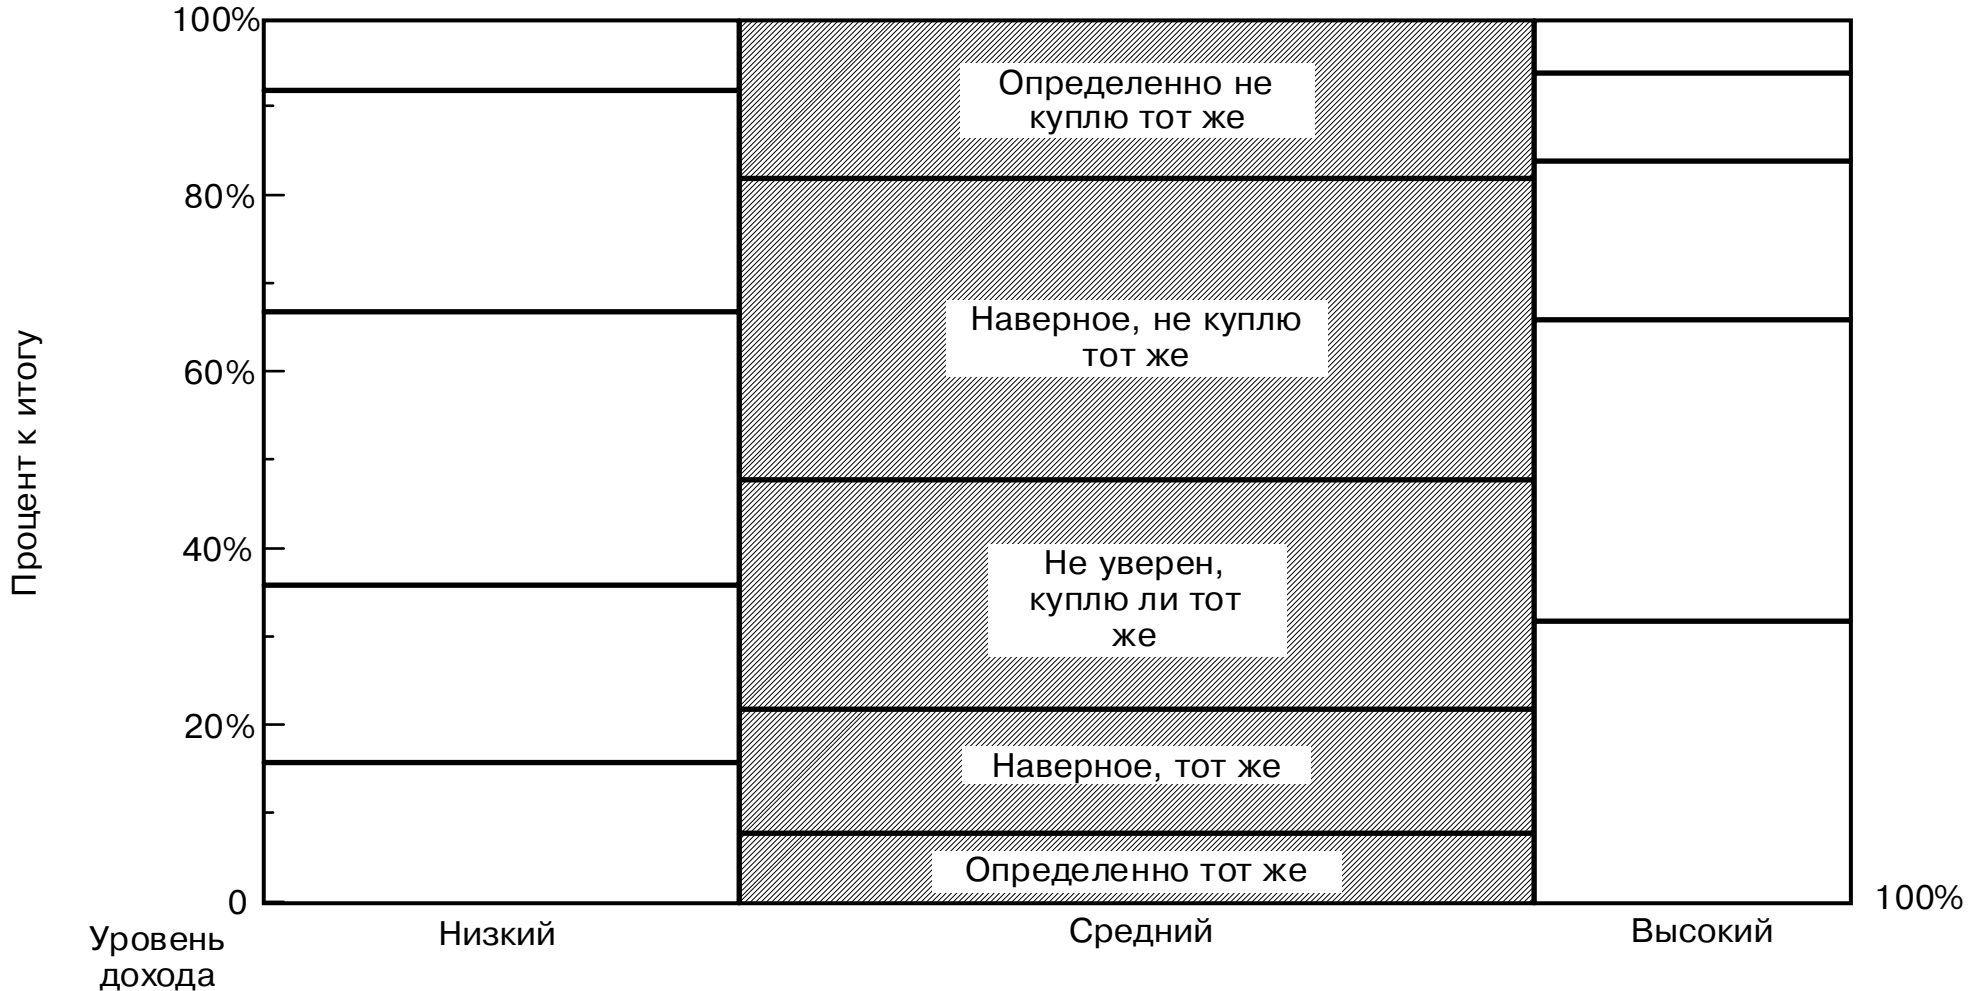 100%
80%
60%
40%
20%
0
Процент к итогу
Определенно не
куплю тот же
Наверное, не куплю
тот же
Не уверен,
куплю ли тот
же
Наверное, тот же
Определенно тот же
100%
Уровень
дохода
Низкий
Средний
Высокий